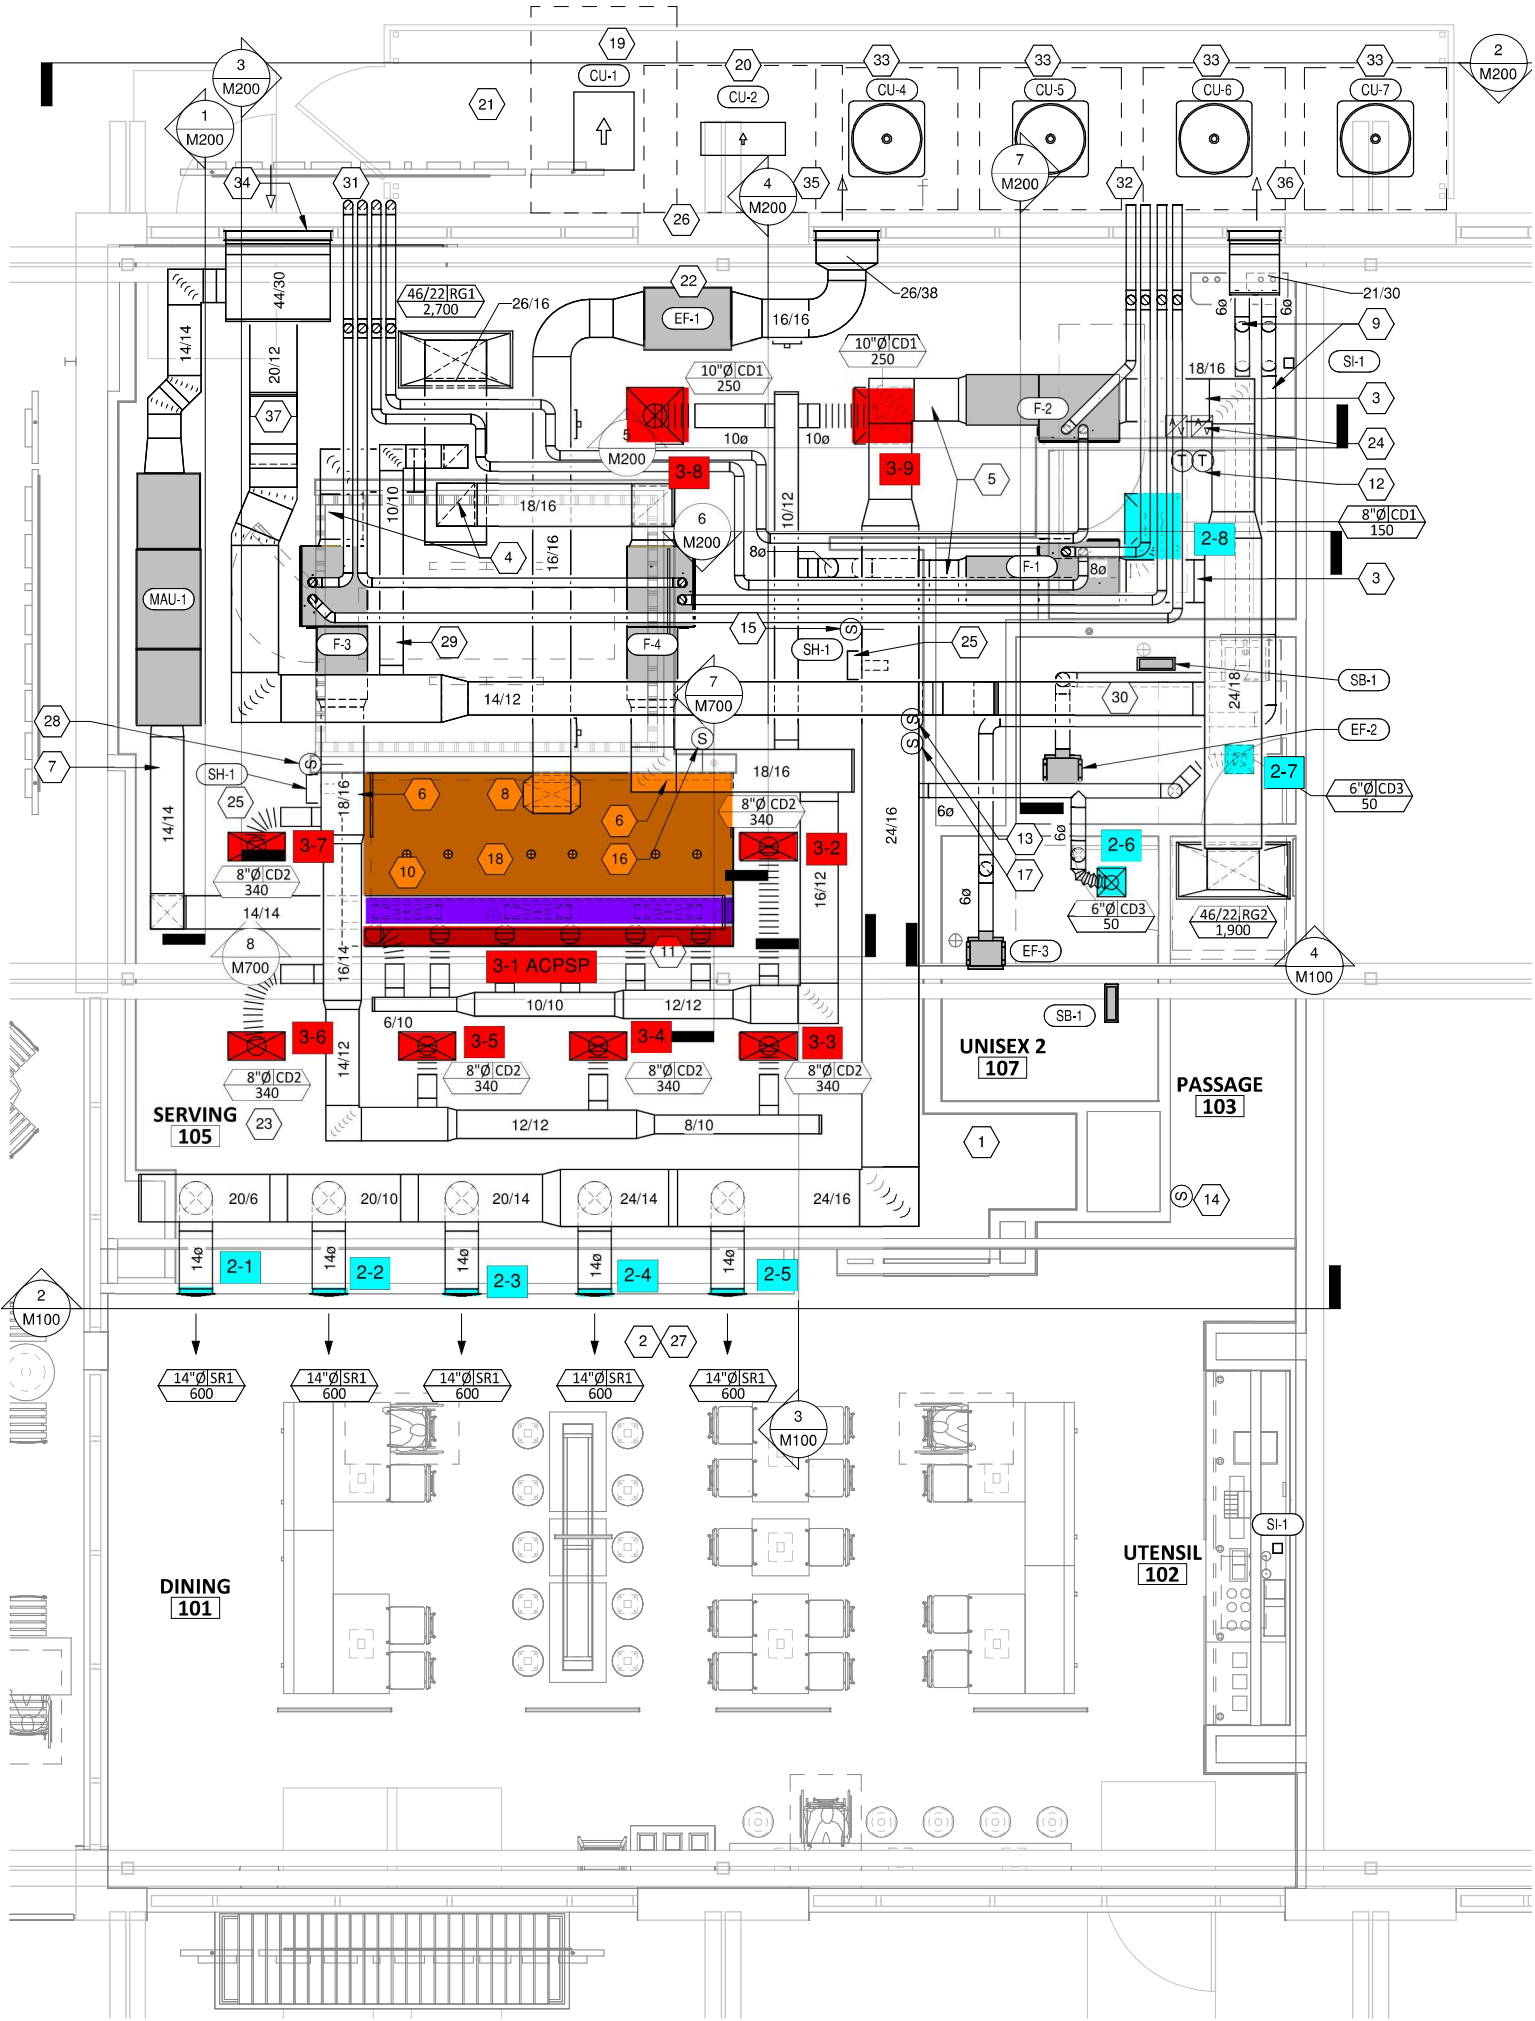 19
20
33
33
33
33
2
M200
CU-1
CU-2
CU-4
CU-5
CU-6
CU-7
3
M200
21
1
M200
7
M200
34
31
4
M200
35
32
36
26
44/30
46/22 RG1
2,700
26/16
22
EF-1
16/16
26/38
6ø
6ø
21/30
9
14/14
20/12
10"Ø CD1
250
10"Ø CD1
250
18/16
SI-1
3
37
F-2
A
V
A
V
24
5
M200
10ø
10ø
3-8
3-9
5
T
T
12
10/10
18/16
10/12
8"Ø CD1
150
6
M200
2-8
4
16/16
8ø
F-1
8ø
3
MAU-1
15
S
F-3
29
F-4
SH-1
25
SB-1
7
M700
14/12
30
24/18
28
S
EF-2
7
S
S
S
SH-1
18/16
2-7
25
18/16
6
8
6
8"Ø CD2
340
6"Ø CD3
50
14/14
24/16
6ø
6ø
13
3-7
3-2
2-6
10
18
16
17
8"Ø CD2
340
16/12
6ø
14/14
6"Ø CD3
50
46/22 RG2
1,900
8
M700
11
EF-3
4
M100
16/14
3-1 ACPSP
10/10
12/12
SB-1
6/10
3-6
3-5
3-4
3-3
14/12
UNISEX 2
107
8"Ø CD2
340
8"Ø CD2
340
8"Ø CD2
340
8"Ø CD2
340
PASSAGE
103
SERVING
105
23
12/12
8/10
1
20/6
20/10
20/14
24/14
24/16
S
14
14ø
2-1
14ø
2-2
14ø
2-3
14ø
2-4
14ø
2-5
2
M100
2
27
14"Ø SR1
600
14"Ø SR1
600
14"Ø SR1
600
14"Ø SR1
600
14"Ø SR1
600
3
M100
SI-1
UTENSIL
102
DINING
101